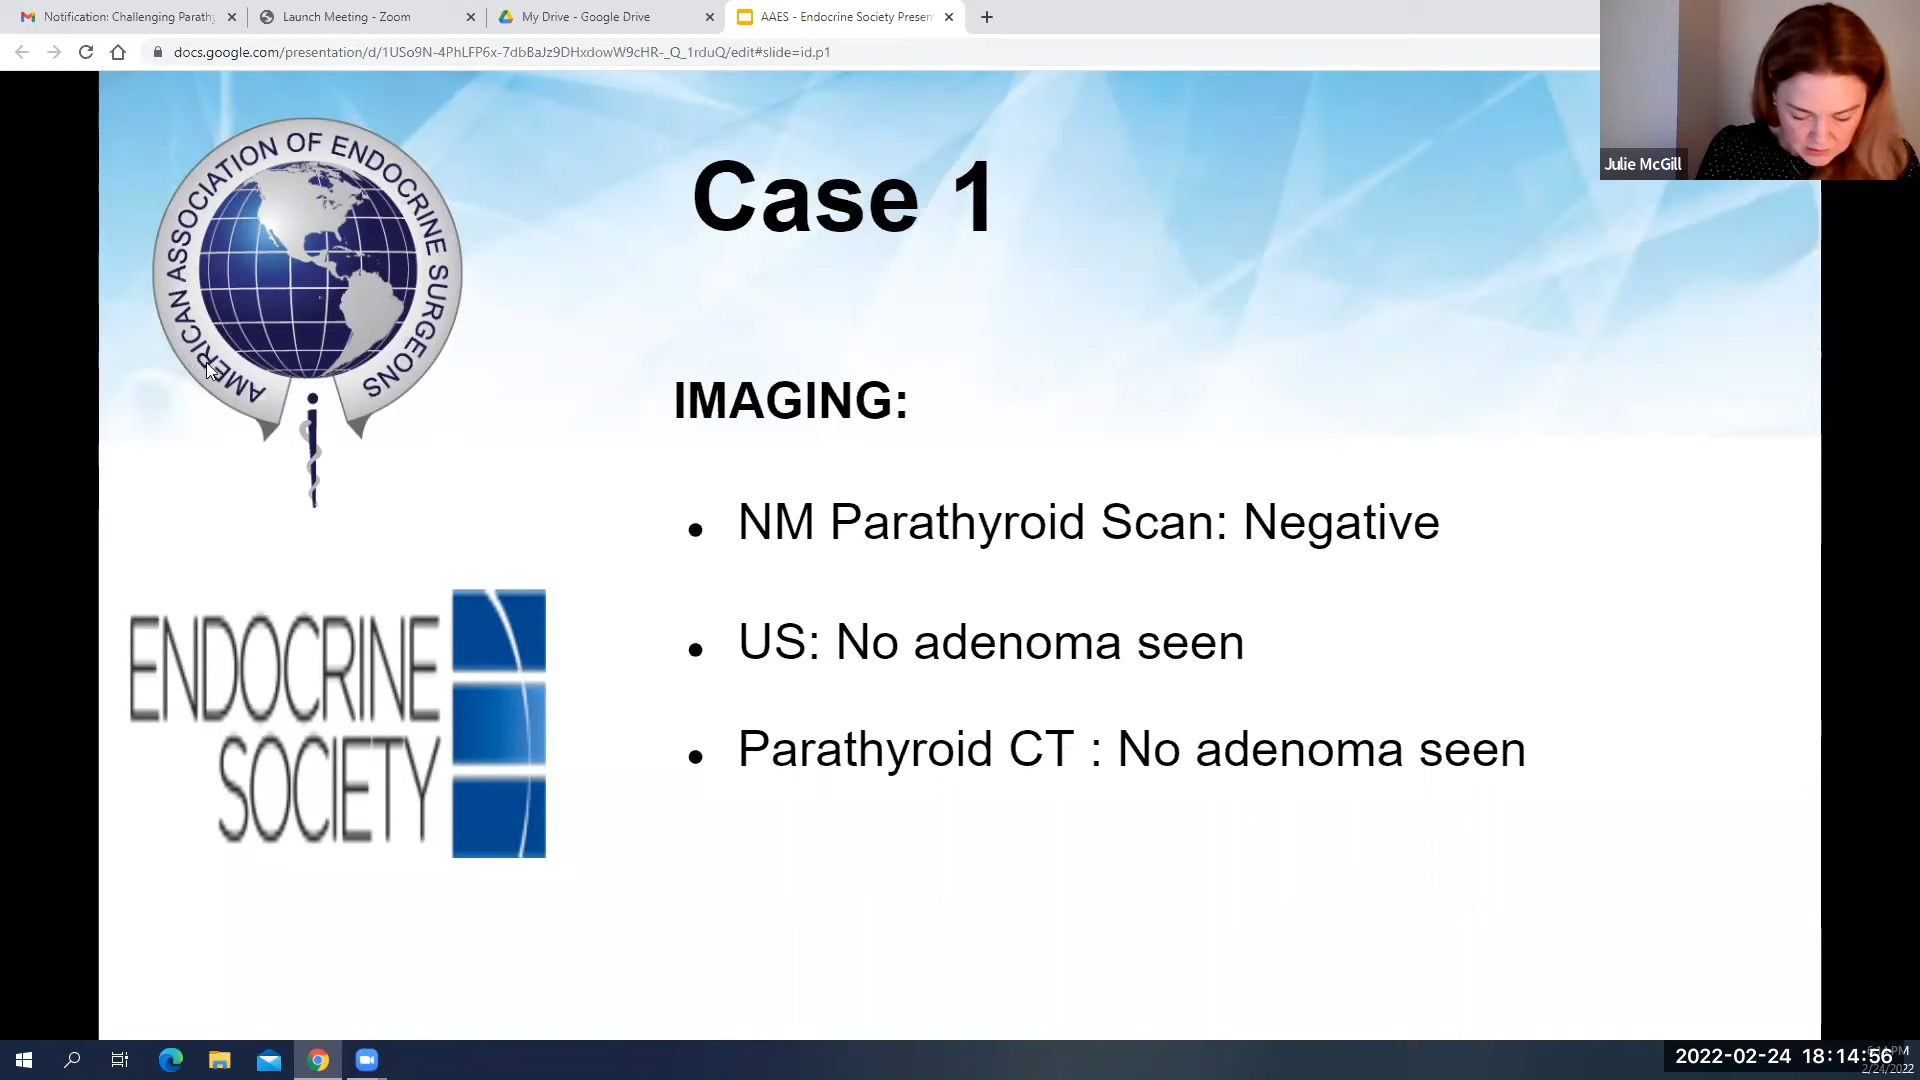 Notification: Challenging Parath
Launch Meeting - Zoom
My Drive - Google Drive
AAES - Endocrine Society Presen
docs.google.com/presentation/d/1USo9N-4PhLFP6x-7dbBaJz9DHxdowW9cHR-_Q_1rduQ/edit#slide=id.p1
Julie McGill
AMERICAN ASSOCIATION OF ENDOCRINE SURGEONS
Case 1
IMAGING:
• NM Parathyroid Scan: Negative
• US: No adenoma seen
• Parathyroid CT : No adenoma seen
ENDOCRINE
SOCIETY
2022-02-24 18:14:56
2/24/2022